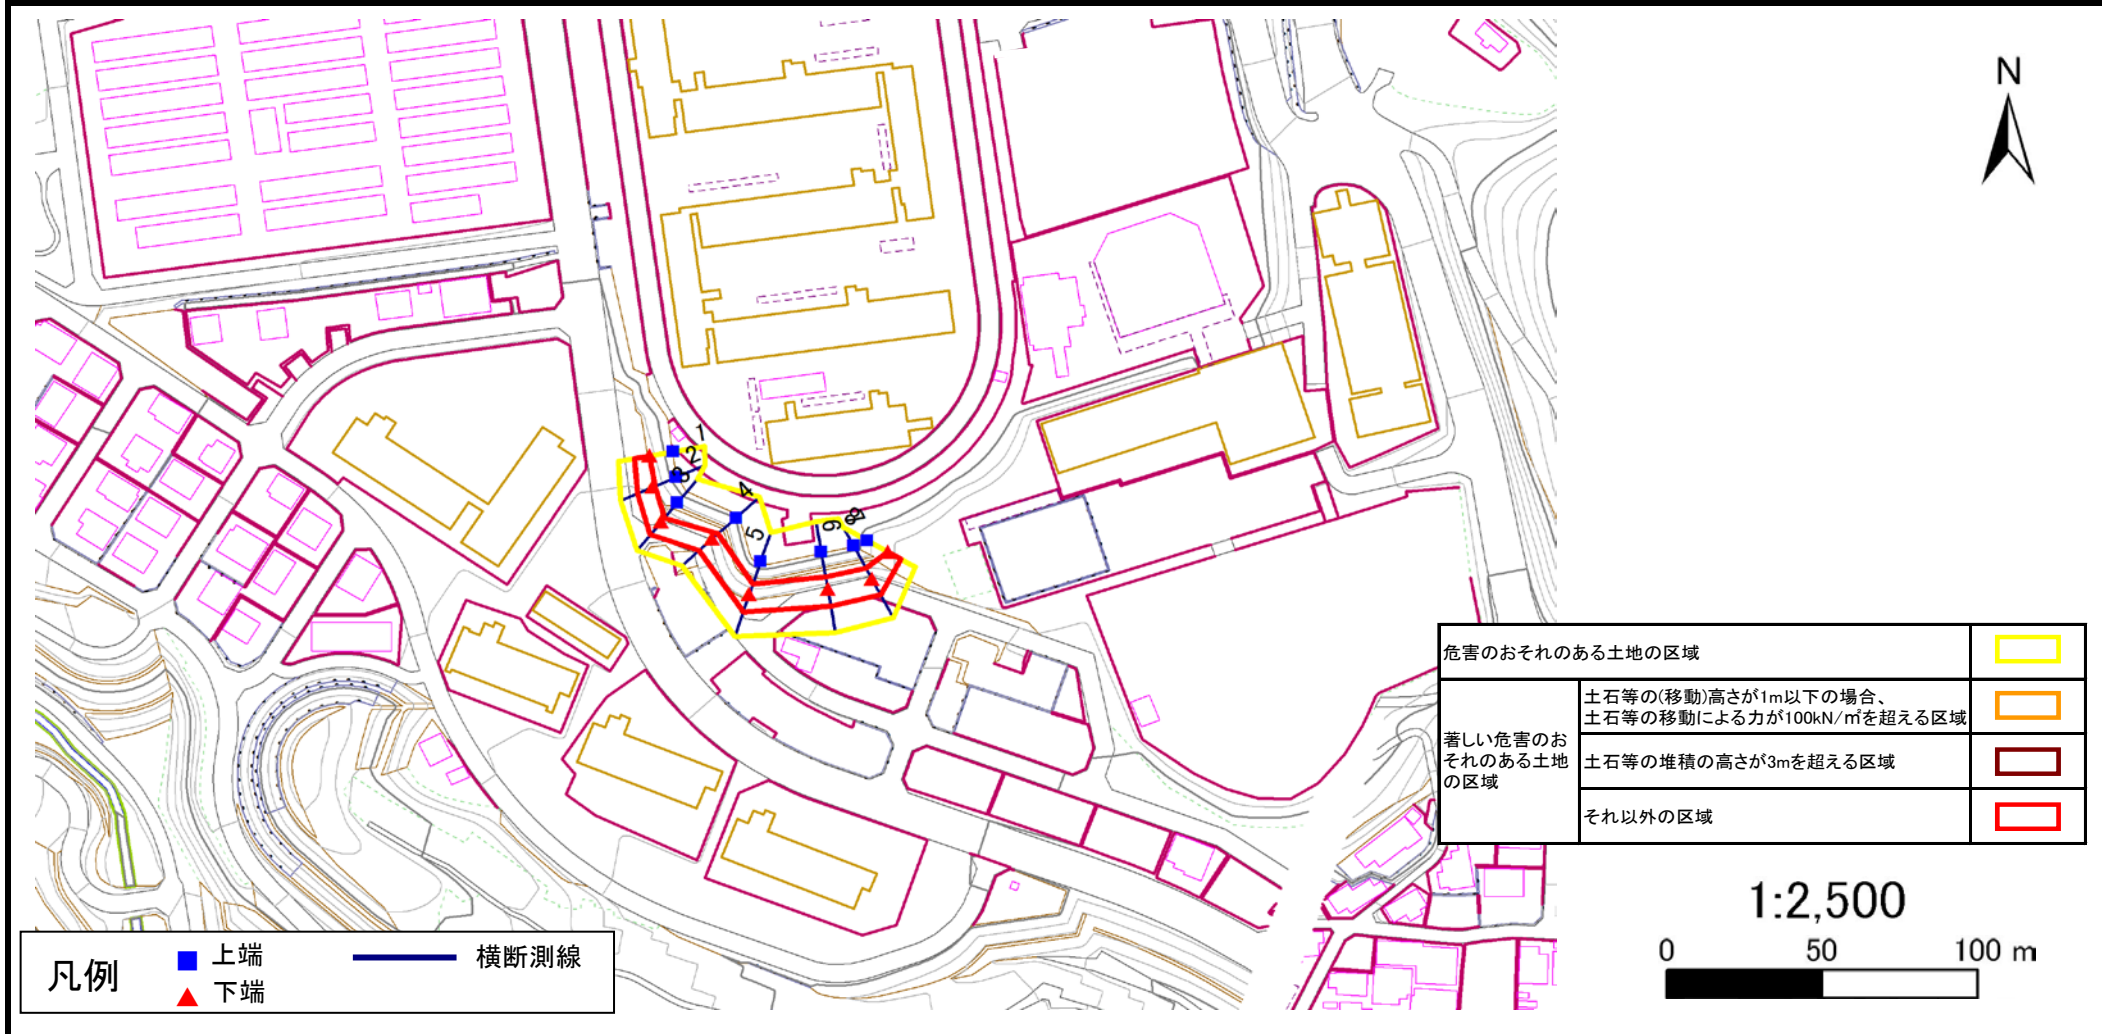 N
1
2
3
4
5
6
8
危害のおそれのある土地の区域
著しい危害のお
それのある土地
の区域
土石等の(移動)高さが1m以下の場合、
土石等の移動による力が100kN/㎡を超える区域
土石等の堆積の高さが3mを超える区域
それ以外の区域
1:2,500
0 50 100 m
凡例
上端
下端
横断測線